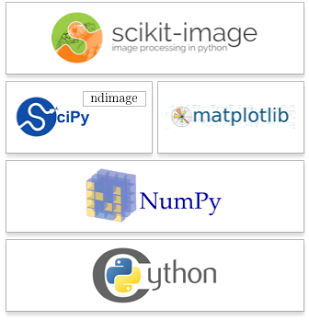 scikit-image
image processing in python
ndimage
SciPy
matplotlib
NumPy
Cython